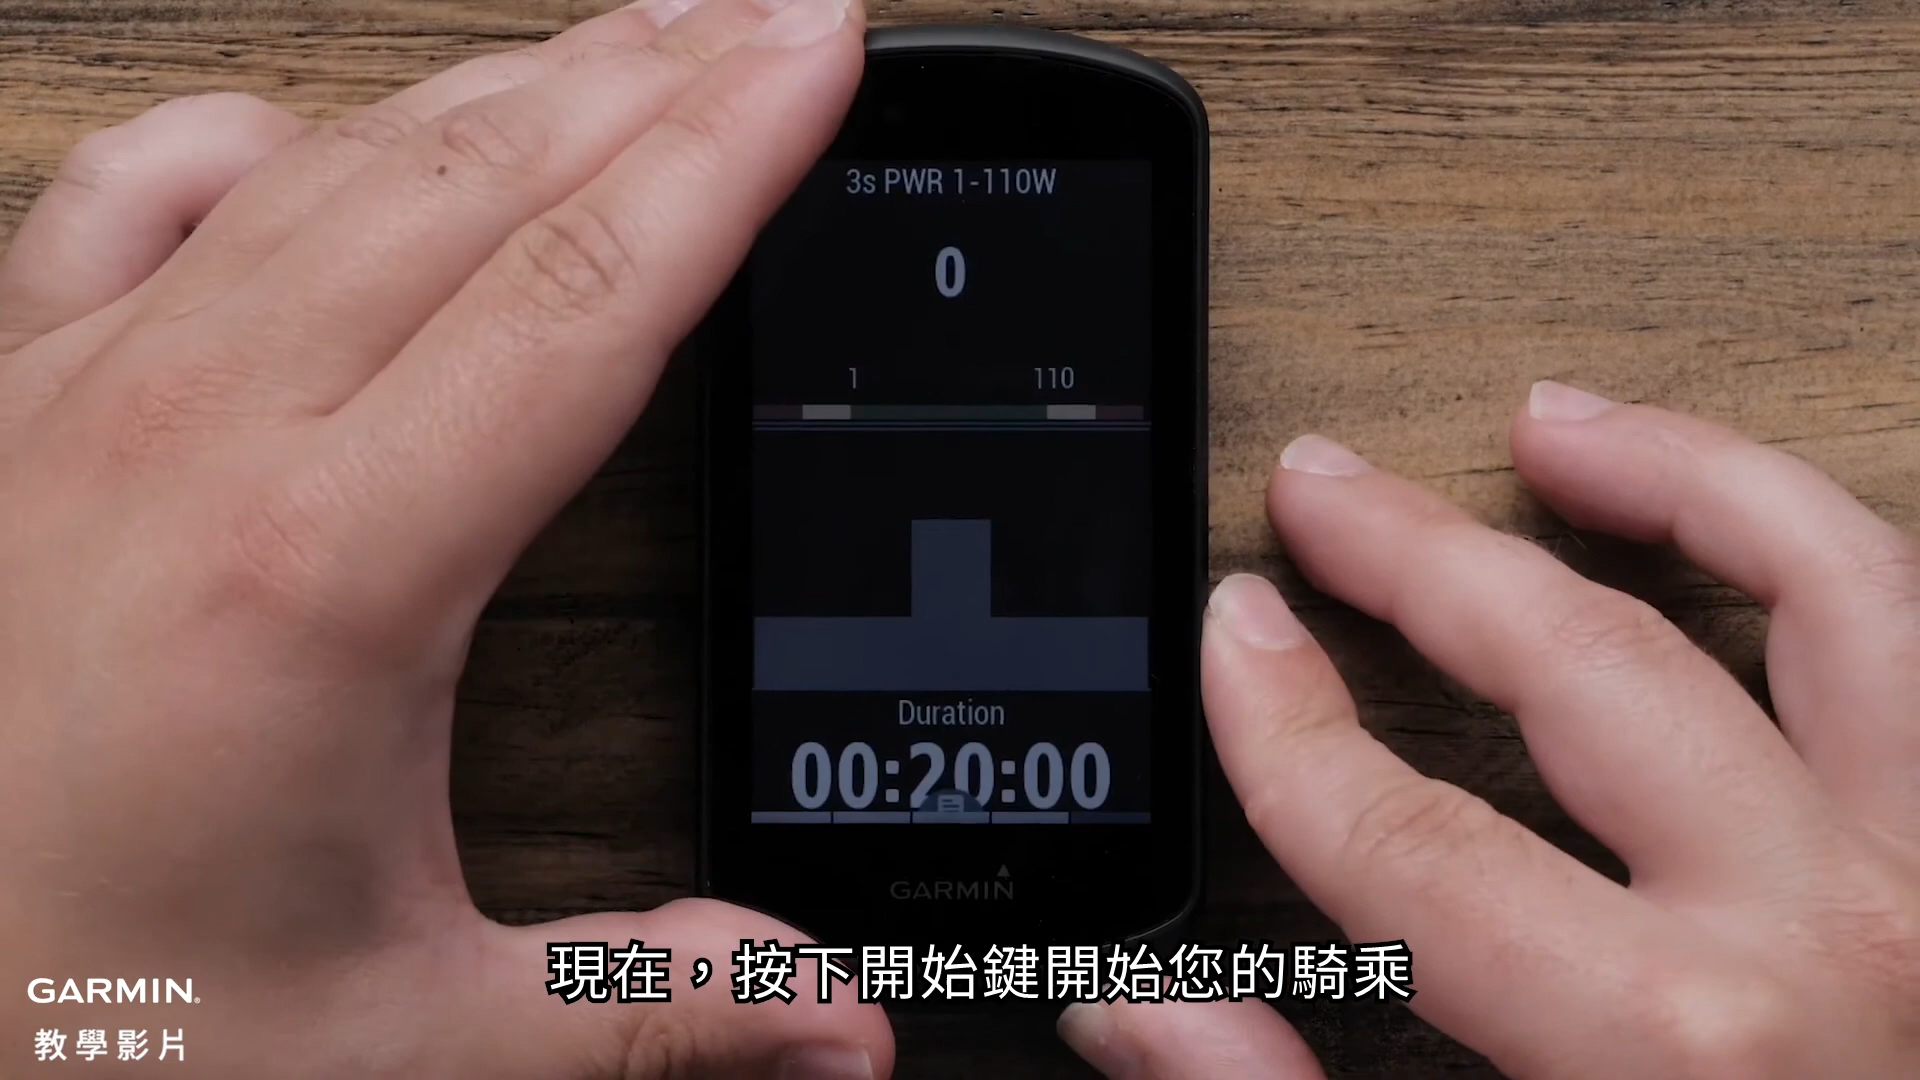 3s PWR 1-110W
0
1 110
Duration
00:20:00
GARMIN
現在，按下開始鍵開始您的騎乘
GARMIN®
教學影片